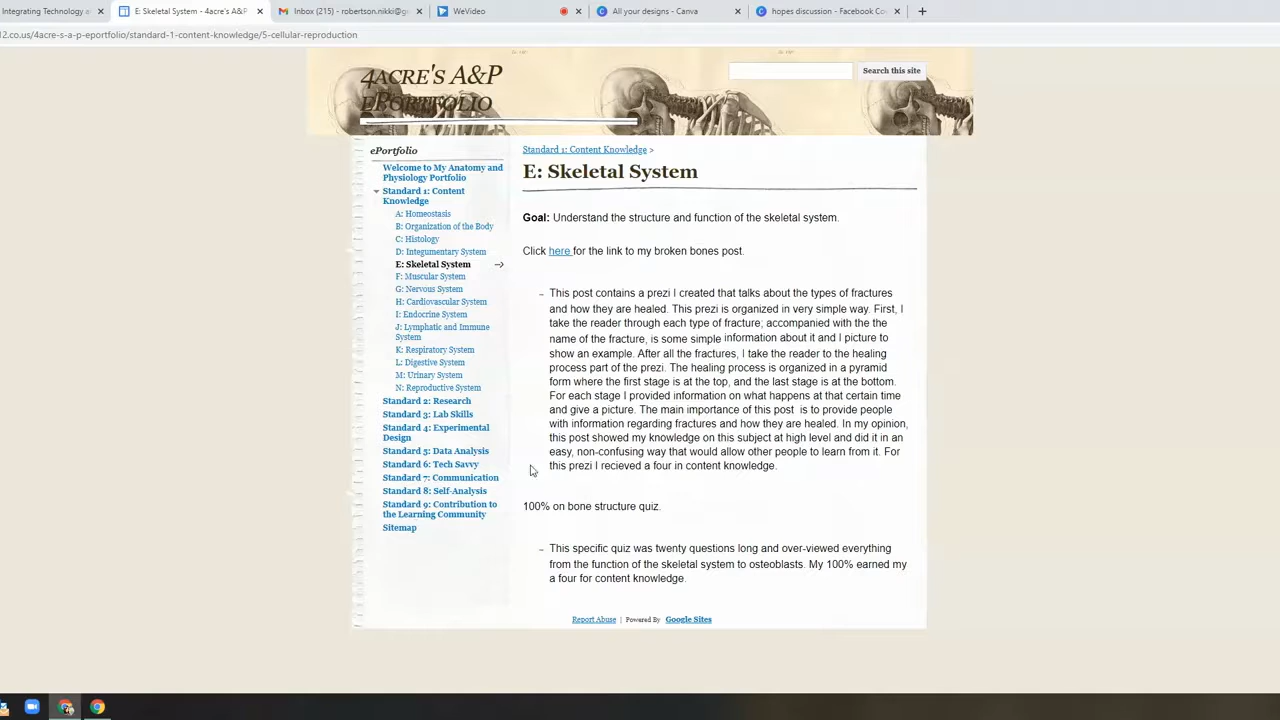 Integrating Technology a
E: Skeletal System - 4acre's A&P
Inbox (215) - robertson.nikki@g
WeVideo
All your designs - Canva
hopes discussion - Facebook Co
2.co.us/4acre-s-a-p-eportfolio/standard-1-content-knowledge/5-cellular-reproduction
4acre's A&P
ePortfolio
Search this site
ePortfolio
Welcome to My Anatomy and
Physiology Portfolio
Standard 1: Content
Knowledge
A: Homeostasis
B: Organization of the Body
C: Histology
D: Integumentary System
E: Skeletal System
F: Muscular System
G: Nervous System
H: Cardiovascular System
I: Endocrine System
J: Lymphatic and Immune
System
K: Respiratory System
L: Digestive System
M: Urinary System
N: Reproductive System
Standard 2: Research
Standard 3: Lab Skills
Standard 4: Experimental
Design
Standard 5: Data Analysis
Standard 6: Tech Savvy
Standard 7: Communication
Standard 8: Self-Analysis
Standard 9: Contribution to
the Learning Community
Sitemap
Standard 1: Content Knowledge >
E: Skeletal System
Goal: Understand the structure and function of the skeletal system.
Click here for the link to my broken bones post.
This post contains a prezi I created that talks about the types of fractures
and how they are healed. This prezi is organized in a very simple way. First, I
take the reader through each type of fracture; accompanied with the
name of the fracture, is some simple information about it and I picture to
show an example. After all the fractures, I take the reader to the healing
process part of my prezi. The healing process is organized in a pyramid
form where the first stage is at the top, and the last stage is at the bottom.
For each stage I provided information on what happens at that certain time
and give a picture. The main importance of this post is to provide people
with information regarding fractures and how they are healed. In my opinion,
this post showed my knowledge on this subject at this level and did it in an
easy, non-confusing way that would allow other people to learn from it. For
this prezi I received a four in content knowledge.
100% on bone structure quiz.
This specific quiz was twenty questions long and over-viewed everything
from the function of the skeletal system to osteoblasts. My 100% earned my
a four for content knowledge.
Report Abuse | Powered By Google Sites